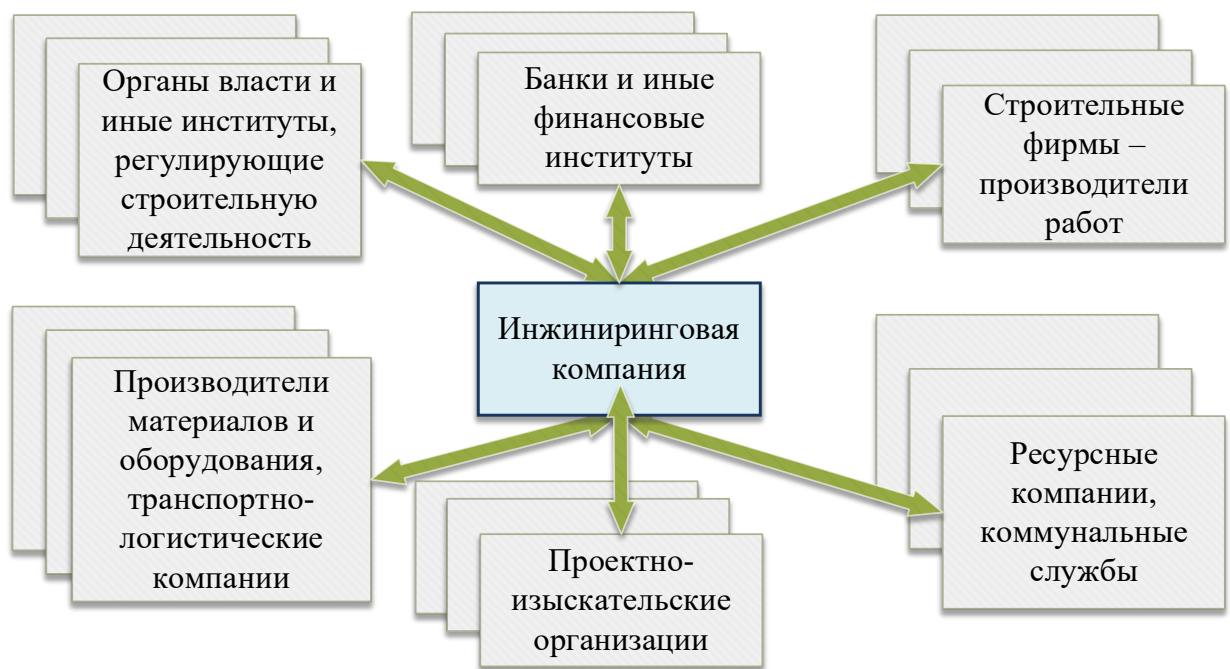 Органы власти и
иные институты,
регулирующие
строительную
деятельность
Банки и иные
финансовые
институты
Строительные
фирмы –
производители
работ
Инжиниринговая
компания
Производители
материалов и
оборудования,
транспортно-
логистические
компании
Проектно-
изыскательские
организации
Ресурсные
компании,
коммунальные
службы